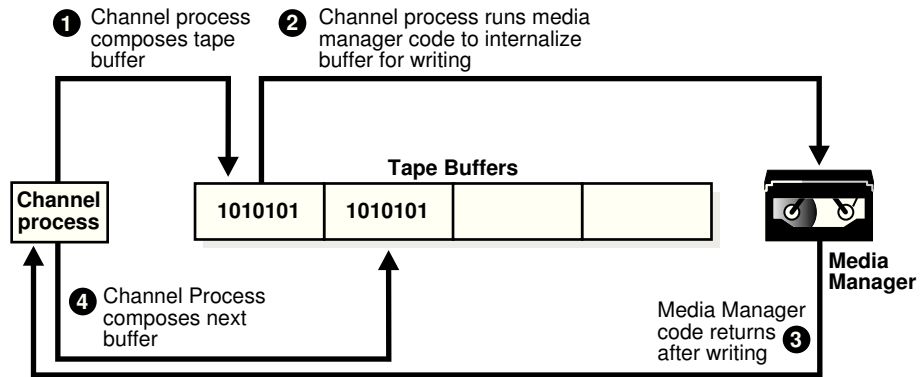 1 Channel process
composes tape
buffer
2 Channel process runs media
manager code to internalize
buffer for writing
Tape Buffers
Channel
process
1010101
1010101
Media
Manager
4 Channel Process
composes next
buffer
Media Manager
code returns
after writing
3